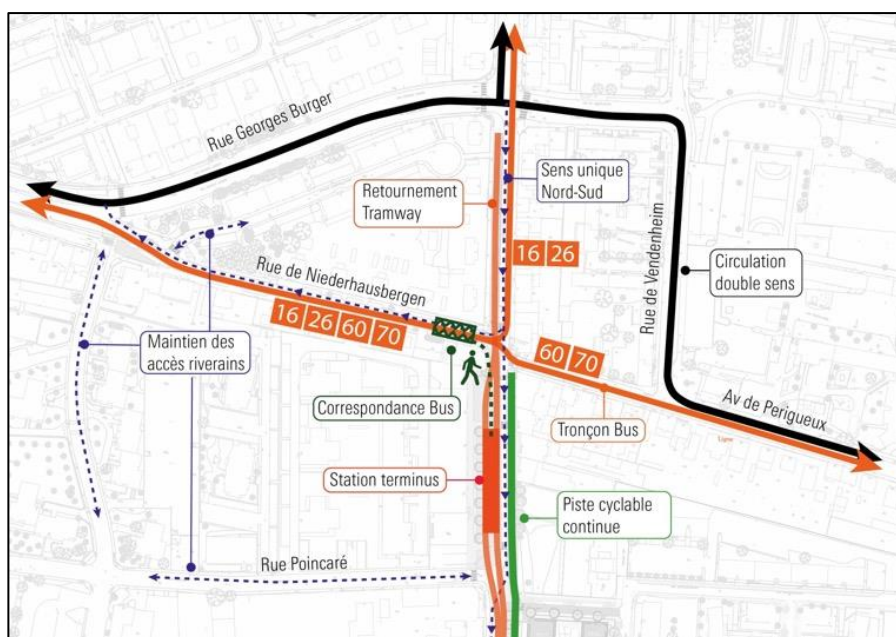 Rue Georges Burger
Retournement
Tramway
Sens unique
Nord-Sud
Rue de Vendenheim
16 26
Circulation
double sens
Rue de Niederhausbergen
16 26 60 70
Maintien des
accès riverains
60 70
Correspondance Bus
Av de Perigueux
Tronçon Bus
Ligne
Station terminus
Piste cyclable
continue
Rue Poincaré